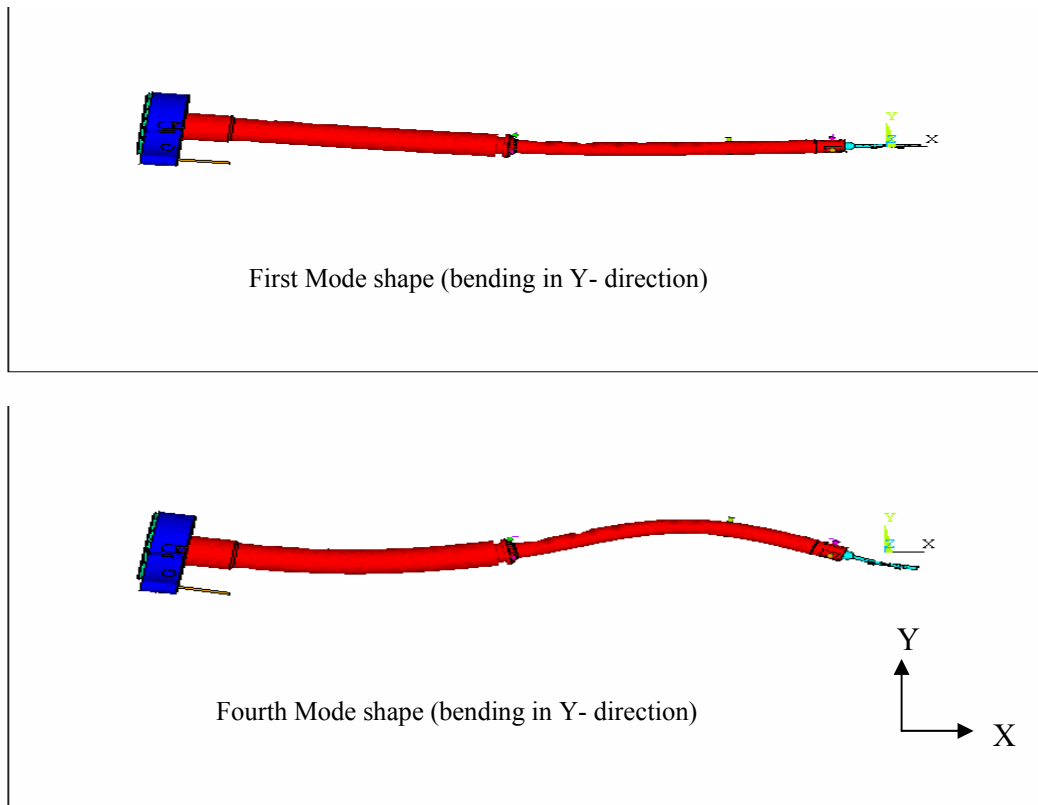 Y
Z
X
First Mode shape (bending in Y- direction)
Y
Z
X
Y
Fourth Mode shape (bending in Y- direction)
X